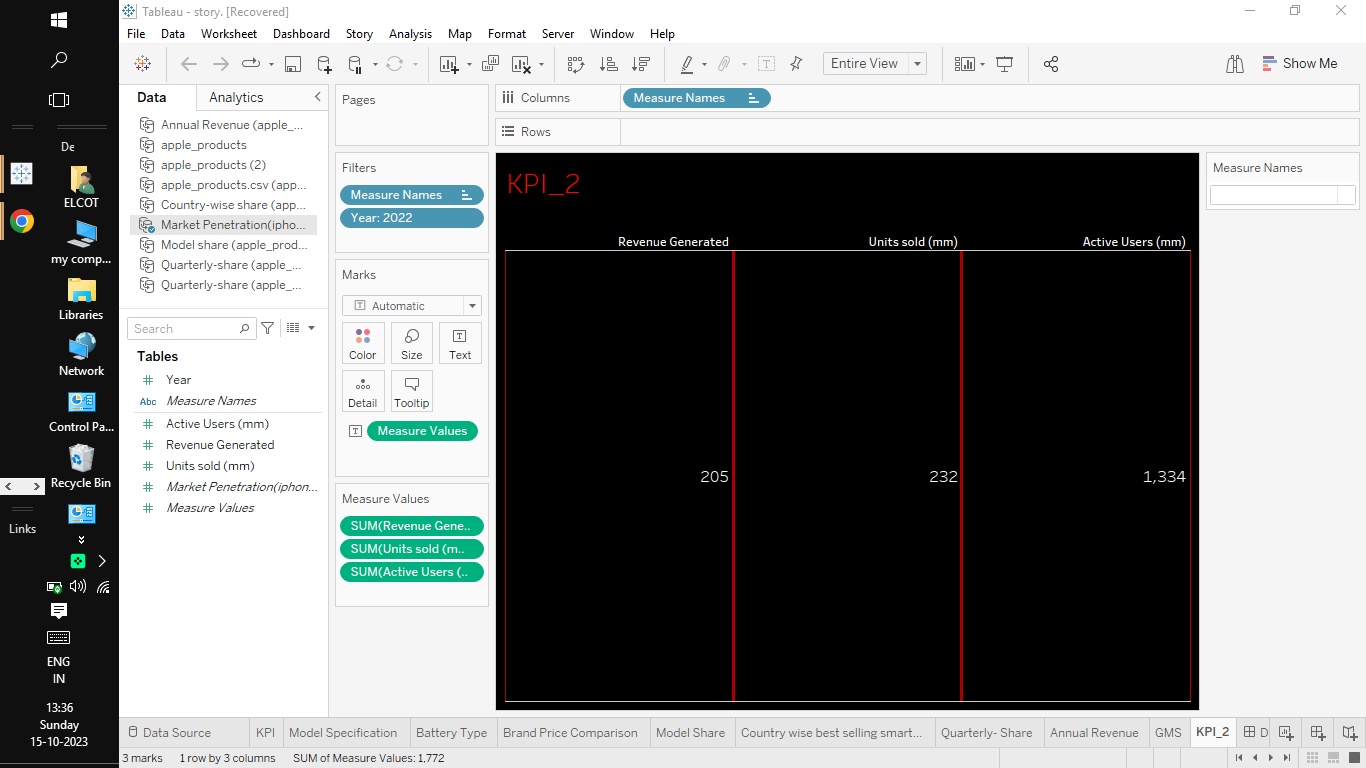 Tableau - story. [Recovered]
File Data Worksheet Dashboard Story Analysis Map Format Server Window Help
Entire View
Show Me
Data
Analytics
Annual Revenue (apple_...
apple_products
apple_products (2)
apple_products.csv (app...
Country-wise share (app...
Market Penetration(ipho...
Model share (apple_prod...
Quarterly-share (apple_...
Quarterly-share (apple_...
Search
Tables
Year
Abc Measure Names
Active Users (mm)
Revenue Generated
Units sold (mm)
Market Penetration(iphon...
Measure Values
Pages
Filters
Measure Names
Year: 2022
Marks
Automatic
Color
Size
Text
Detail
Tooltip
Measure Values
Measure Values
SUM(Revenue Gene..
SUM(Units sold (m..
SUM(Active Users (..
Columns
Measure Names
Rows
KPI_2
Revenue Generated
Units sold (mm)
Active Users (mm)
205
232
1,334
Measure Names
Data Source
KPI
Model Specification
Battery Type
Brand Price Comparison
Model Share
Country wise best selling smart...
Quarterly- Share
Annual Revenue
GMS
KPI_2
D
3 marks
1 row by 3 columns
SUM of Measure Values: 1,772
De
ELCOT
my comp...
Libraries
Network
Control Pa...
Recycle Bin
Links
ENG
IN
13:36
Sunday
15-10-2023